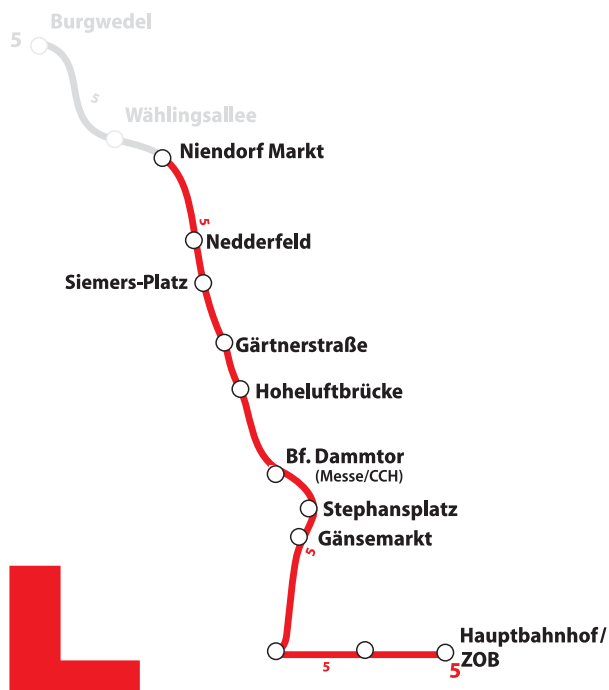 Burgwedel
5
5
Wählingsallee
Niendorf Markt
5
Nedderfeld
Siemers-Platz
Gärtnerstraße
Hoheluftbrücke
Bf. Dammtor
(Messe/CCH)
Stephansplatz
Gänsemarkt
5
Hauptbahnhof/
ZOB
5
5